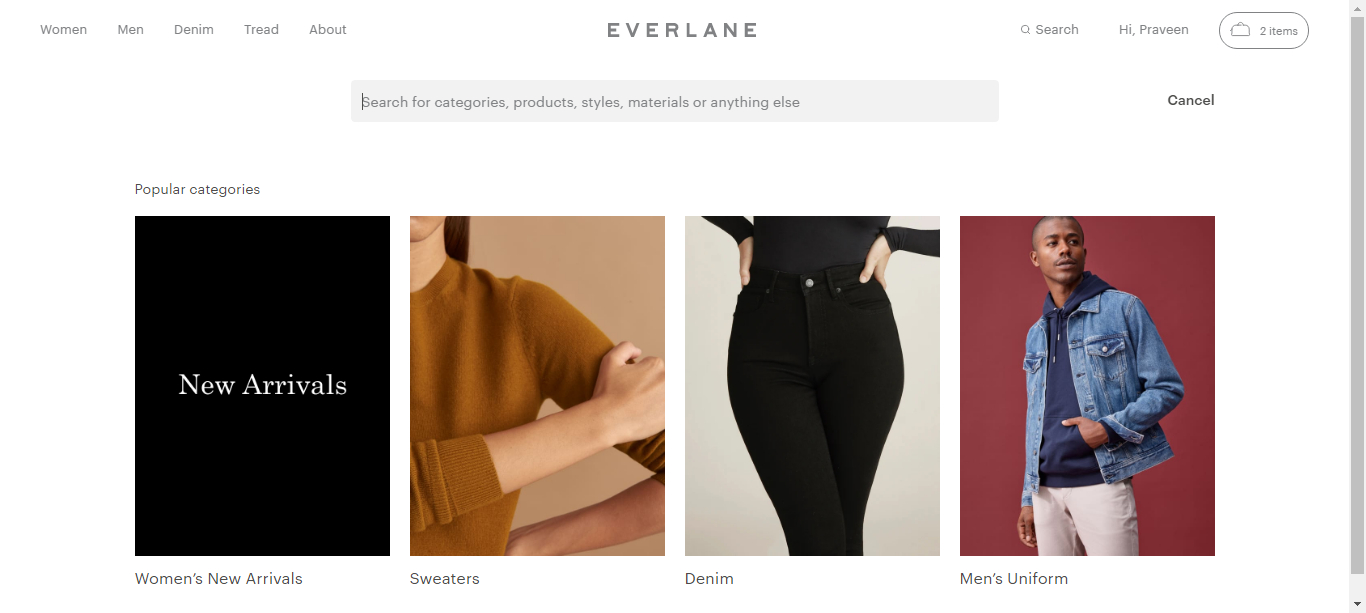 Women Men Denim Tread About EVERLANE Search Hi, Praveen 2 items
Search for categories, products, styles, materials or anything else Cancel
Popular categories
New Arrivals
Women’s New Arrivals Sweaters Denim Men’s Uniform